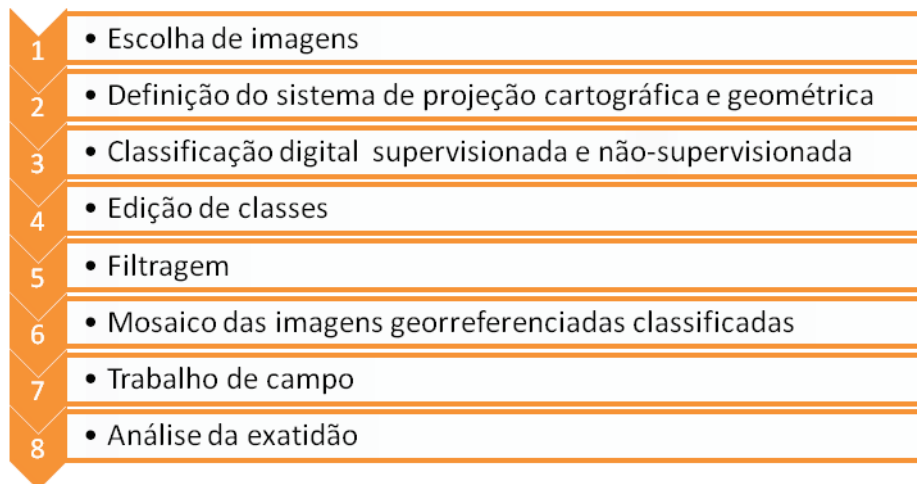 1 • Escolha de imagens
2 • Definição do sistema de projeção cartográfica e geométrica
3 • Classificação digital supervisionada e não-supervisionada
4 • Edição de classes
5 • Filtragem
6 • Mosaico das imagens georreferenciadas classificadas
7 • Trabalho de campo
8 • Análise da exatidão